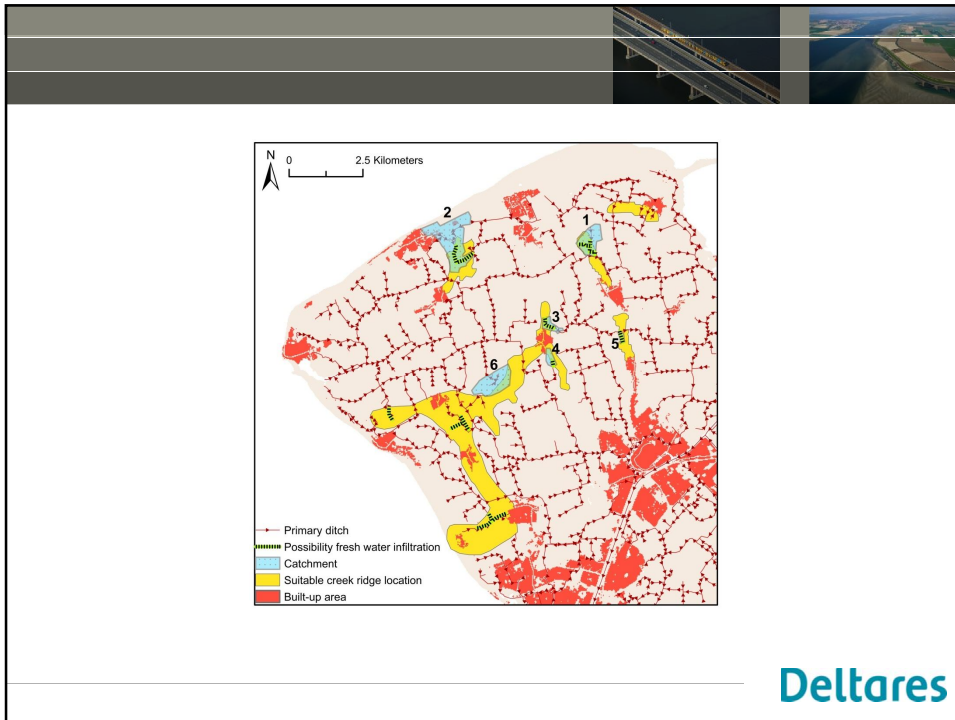 N
0 2.5 Kilometers
2
1
3
5
4
6
Primary ditch
Possibility fresh water infiltration
Catchment
Suitable creek ridge location
Built-up area
Deltares